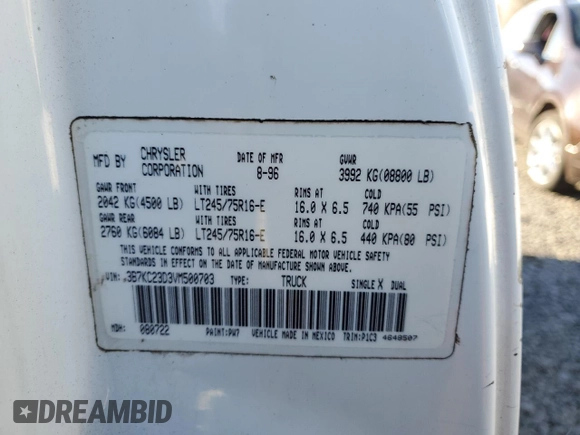 MFD BY CHRYSLER CORPORATION DATE OF MFR 8-96 GVWR 3992 KG(08800 LB)
GAWR FRONT WITH TIRES RIMS AT COLD
2042 KG(4500 LB) LT245/75R16-E 16.0 X 6.5 740 KPA(55 PSI)
GAWR REAR WITH TIRES RIMS AT COLD
2760 KG(6084 LB) LT245/75R16-E 16.0 X 6.5 440 KPA(80 PSI)
THIS VEHICLE CONFORMS TO ALL APPLICABLE FEDERAL MOTOR VEHICLE SAFETY
STANDARDS IN EFFECT ON THE DATE OF MANUFACTURE SHOWN ABOVE.
VIN: 3B7KC23D3VM500703 TYPE: TRUCK SINGLE X DUAL
MDH: 080722 PAINT:PW7 VEHICLE MADE IN MEXICO TRIM:P1C3 4648507
DREAMBID